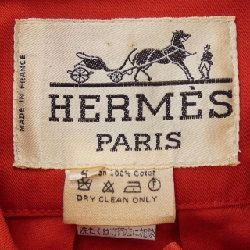 MADE IN FRANCE
HERMÈS
PARIS
100% Coton
DRY CLEAN ONLY